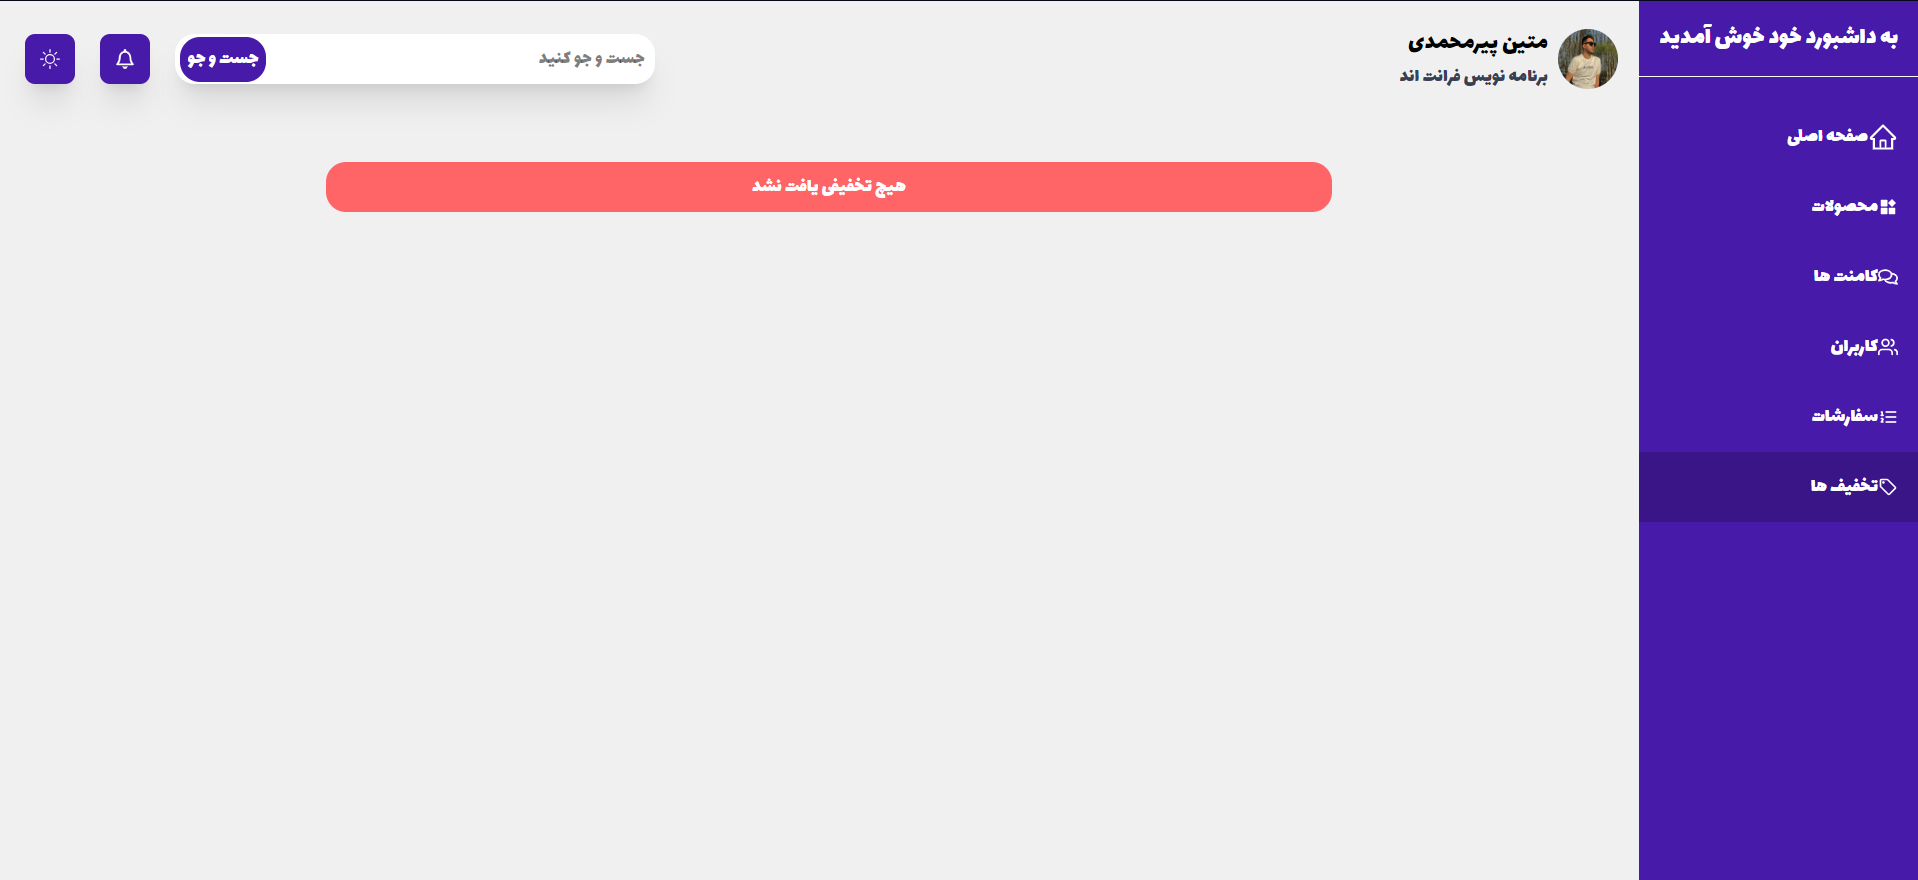 به داشبورد خود خوش آمدید
صفحه اصلی
محصولات
کامنت ها
کاربران
سفارشات
تخفیف ها
متین پیرمحمدی
برنامه نویس فرانت اند
جست و جو کنید
جست و جو
هیچ تخفیفی یافت نشد